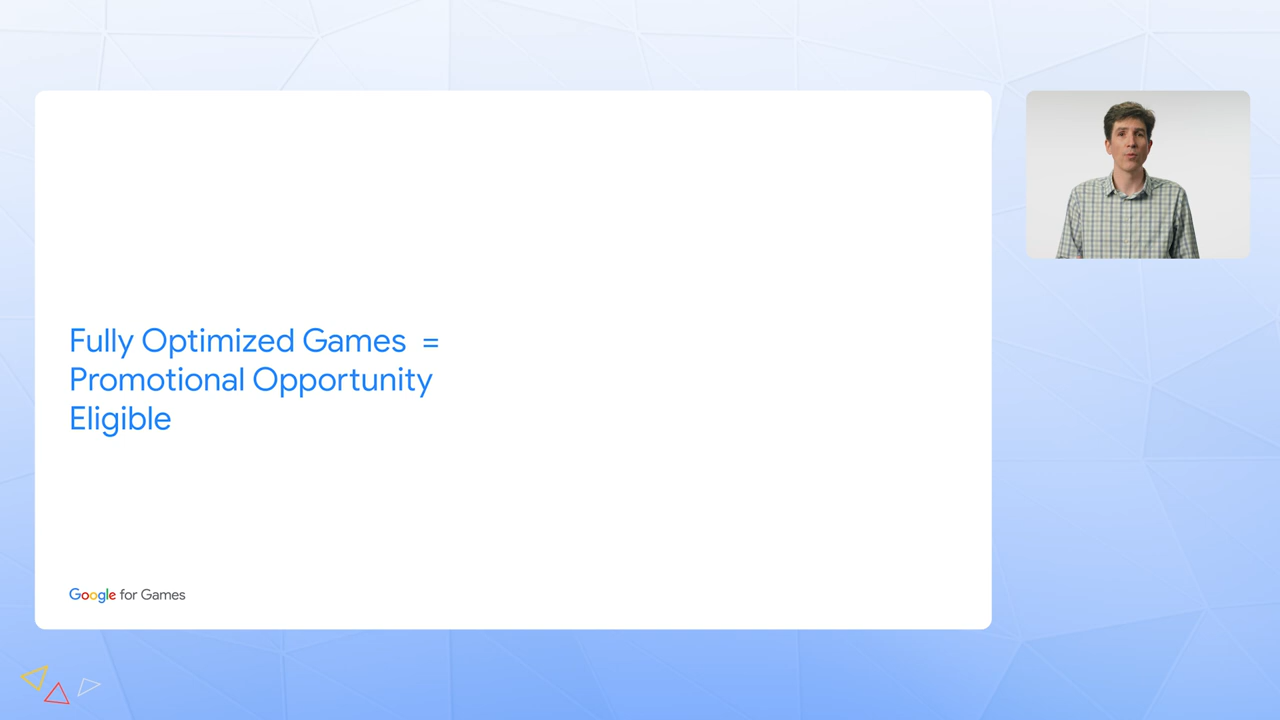 Fully Optimized Games =
Promotional Opportunity
Eligible
Google for Games